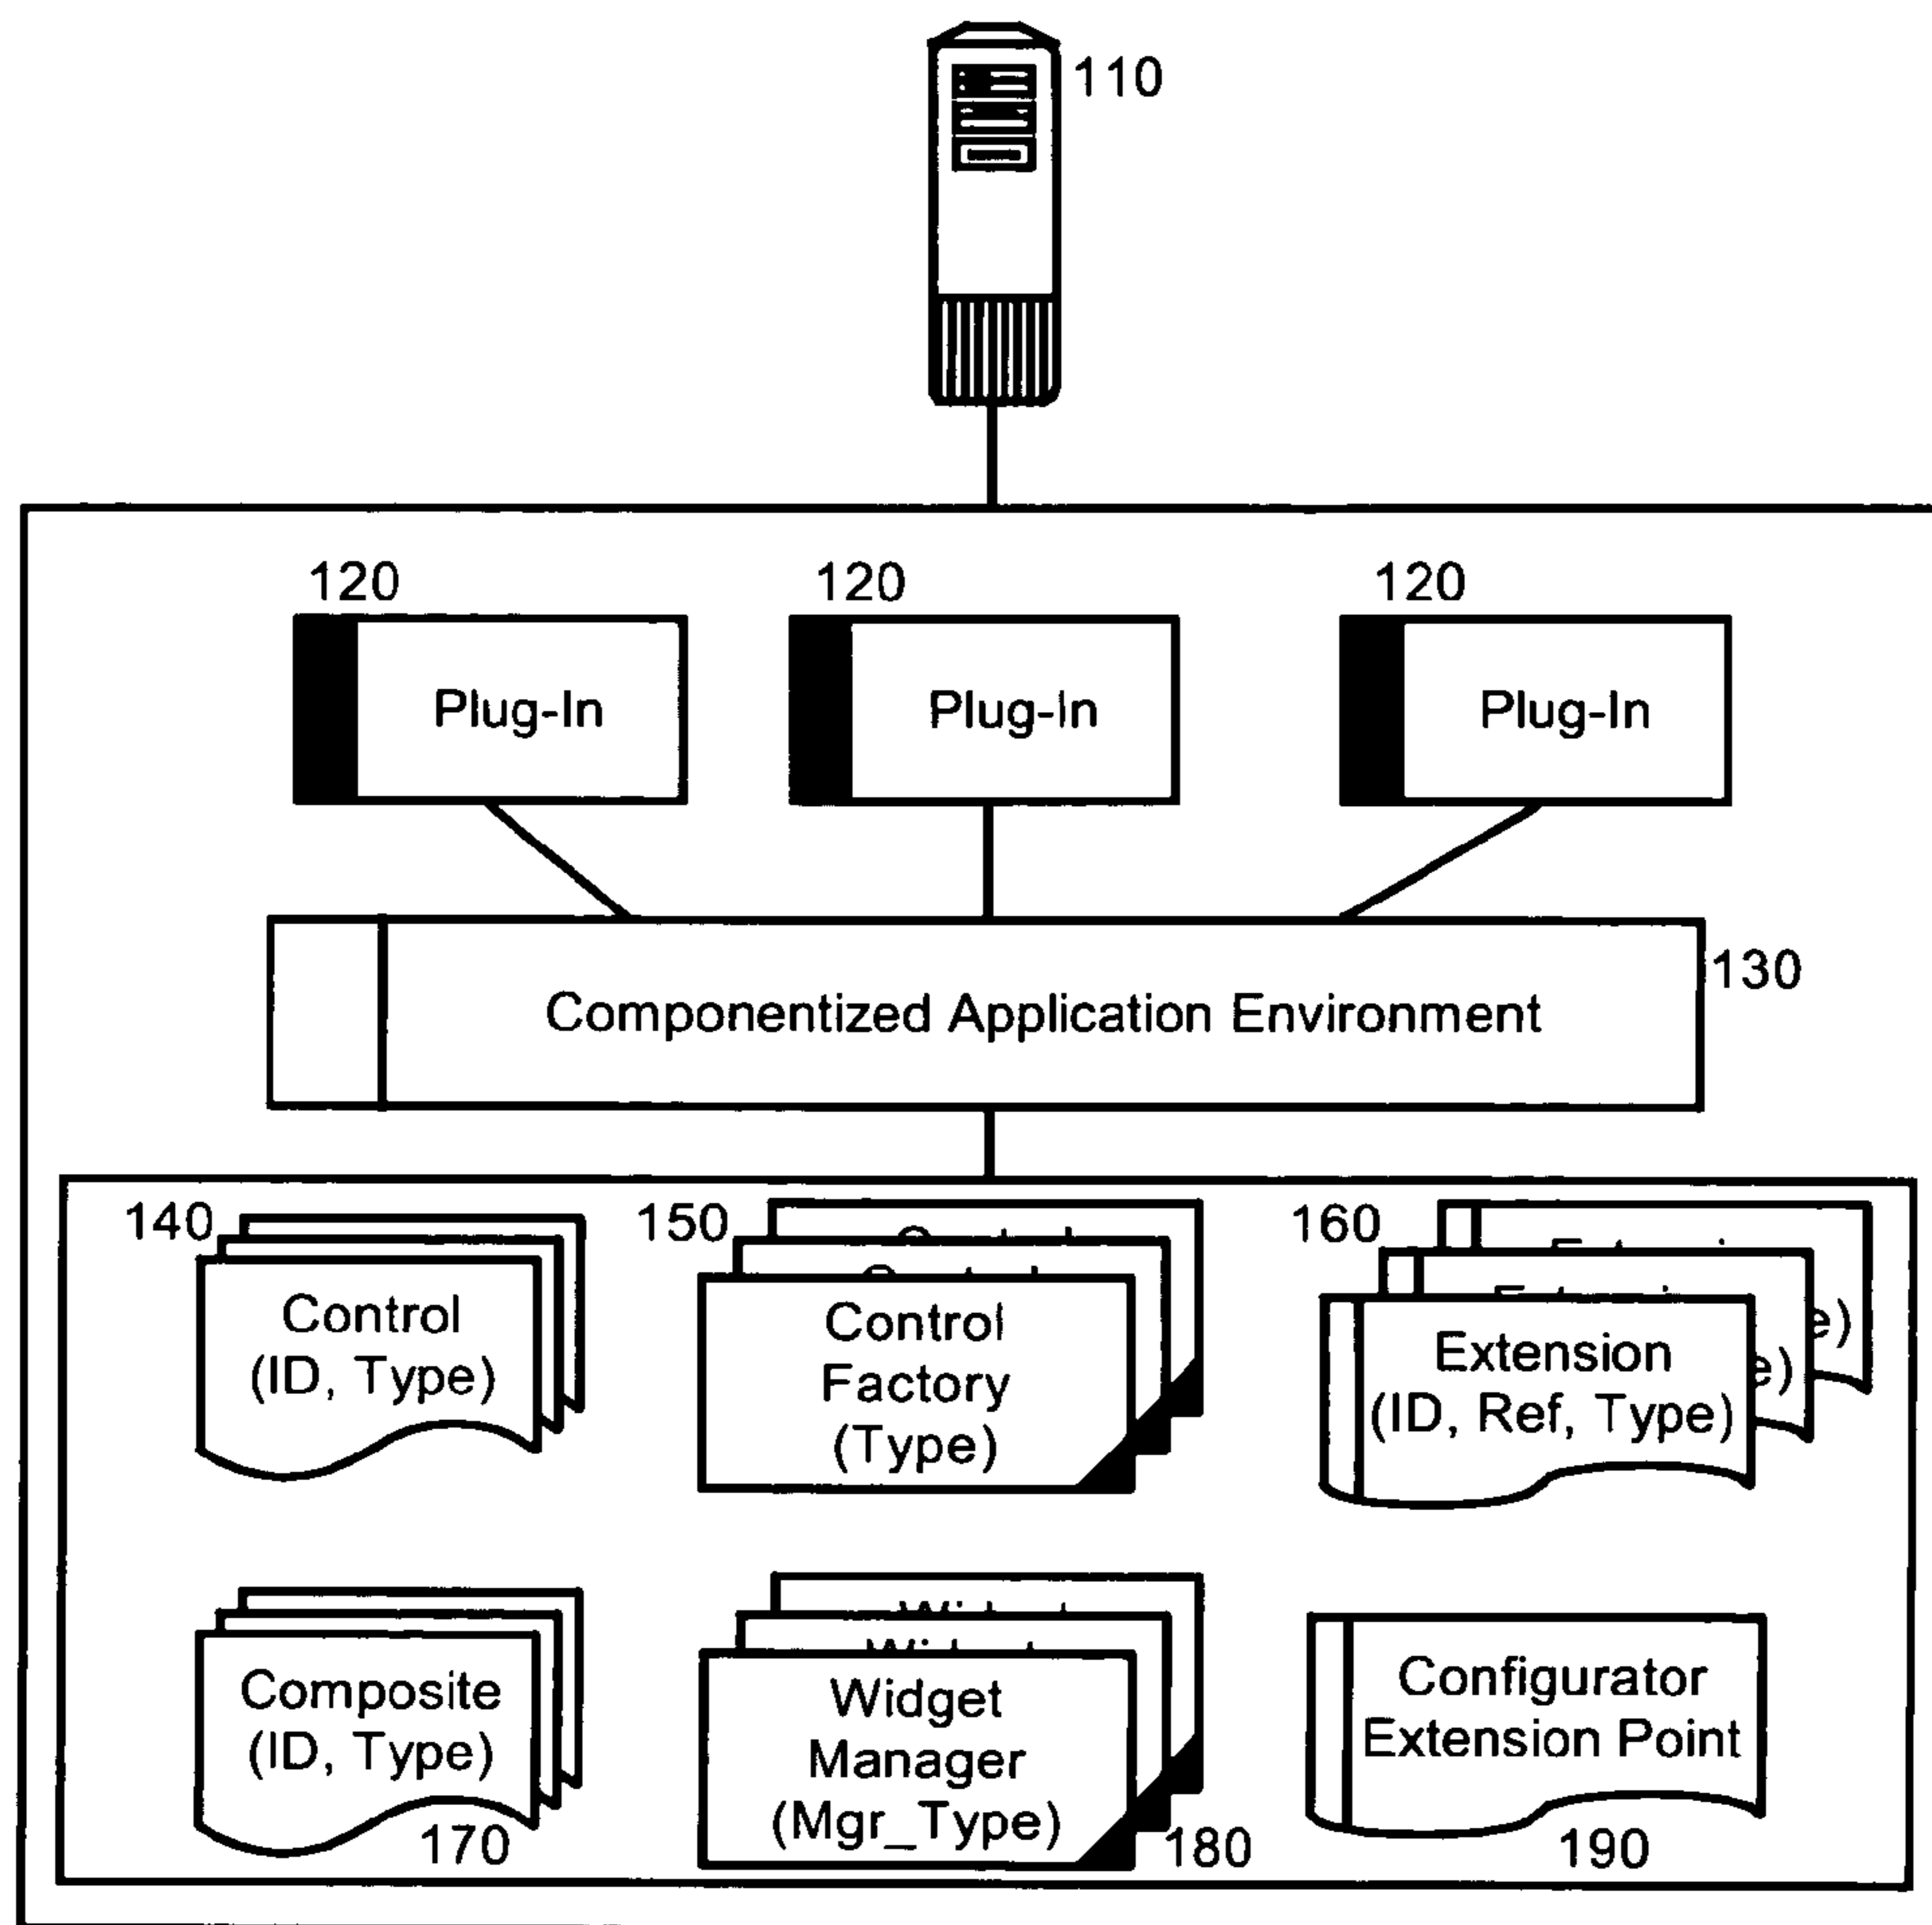 110
120
120
120
Plug-In
Plug-In
Plug-In
130
Componentized Application Environment
140
150
160
Control
(ID, Type)
Control
Factory
(Type)
Extension
(ID, Ref, Type)
e)
e)
Composite
(ID, Type)
170
Widget
Manager
(Mgr_Type)
180
Configurator
Extension Point
190